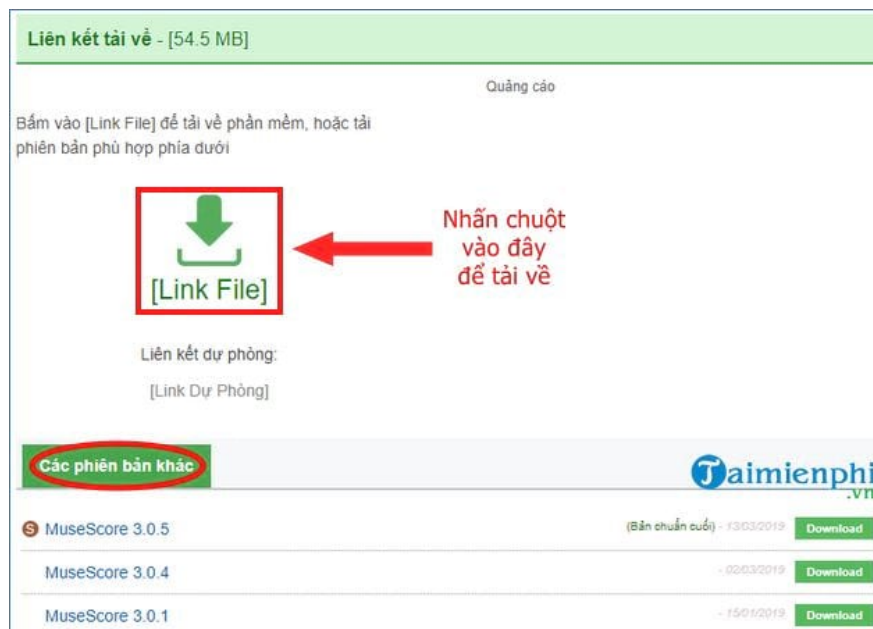 Liên kết tải về - [54.5 MB]
Quảng cáo
Bấm vào [Link File] để tải về phần mềm, hoặc tải
phiên bản phù hợp phía dưới
[Link File]
Nhấn chuột
vào đây
để tải về
Liên kết dự phòng:
[Link Dự Phòng]
Các phiên bản khác
Taimienphi
.vn
S MuseScore 3.0.5 (Bản chuẩn cuối) - 13/03/2019 Download
MuseScore 3.0.4 - 02/03/2019 Download
MuseScore 3.0.1 - 15/01/2019 Download